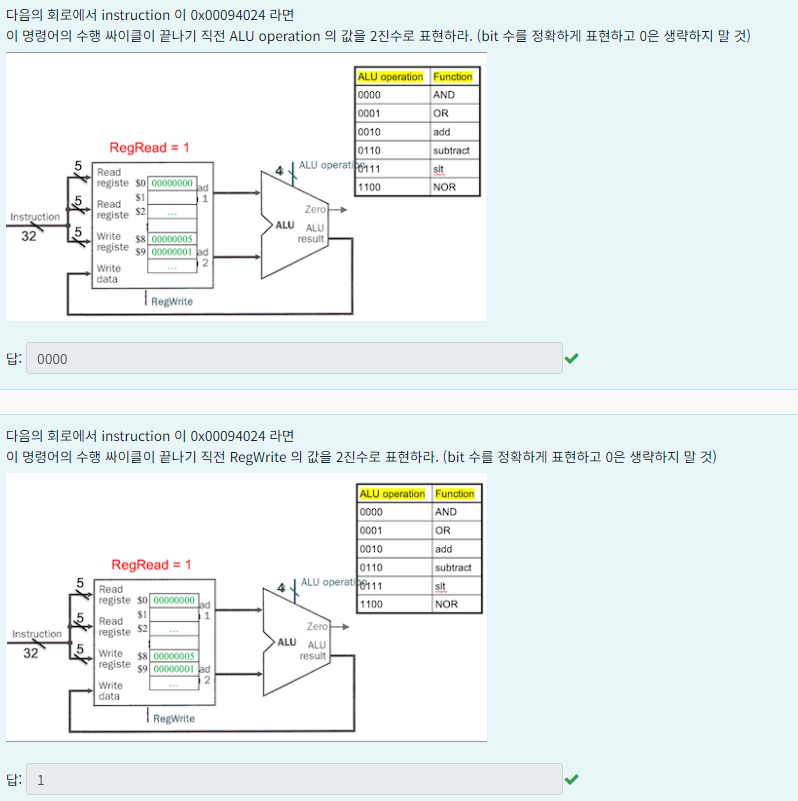 다음의 회로에서 instruction 이 0x00094024 라면
이 명령어의 수행 싸이클이 끝나기 직전 ALU operation 의 값을 2진수로 표현하라. (bit 수를 정확하게 표현하고 0은 생략하지 말 것)
ALU operation Function
0000 AND
0001 OR
0010 add
0110 subtract
0111 slt
1100 NOR
RegRead = 1
5
Read
registe $0 00000000 ad
$1 1
5
Read
registe $2 ...
Instruction
32
5
Write
registe $8 00000005
$9 00000001 ad
... 2
Write
data
RegWrite
4 ALU operati
Zero
ALU ALU
result
답: 0000
다음의 회로에서 instruction 이 0x00094024 라면
이 명령어의 수행 싸이클이 끝나기 직전 RegWrite 의 값을 2진수로 표현하라. (bit 수를 정확하게 표현하고 0은 생략하지 말 것)
ALU operation Function
0000 AND
0001 OR
0010 add
0110 subtract
0111 slt
1100 NOR
RegRead = 1
5
Read
registe $0 00000000 ad
$1 1
5
Read
registe $2 ...
Instruction
32
5
Write
registe $8 00000005
$9 00000001 ad
... 2
Write
data
RegWrite
4 ALU operati
Zero
ALU ALU
result
답: 1